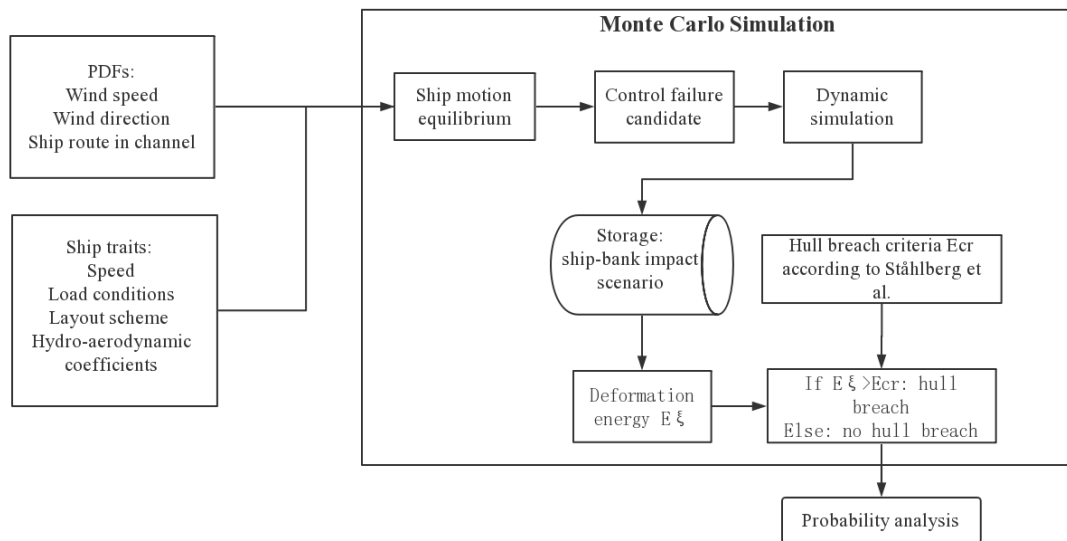 Monte Carlo Simulation
PDFs:
Wind speed
Wind direction
Ship route in channel
Ship motion
equilibrium
Control failure
candidate
Dynamic
simulation
Ship traits:
Speed
Load conditions
Layout scheme
Hydro-aerodynamic
coefficients
Storage:
ship-bank impact
scenario
Hull breach criteria Ecr
according to Ståhlberg et
al.
Deformation
energy E ξ
If E ξ >Ecr: hull
breach
Else: no hull breach
Probability analysis